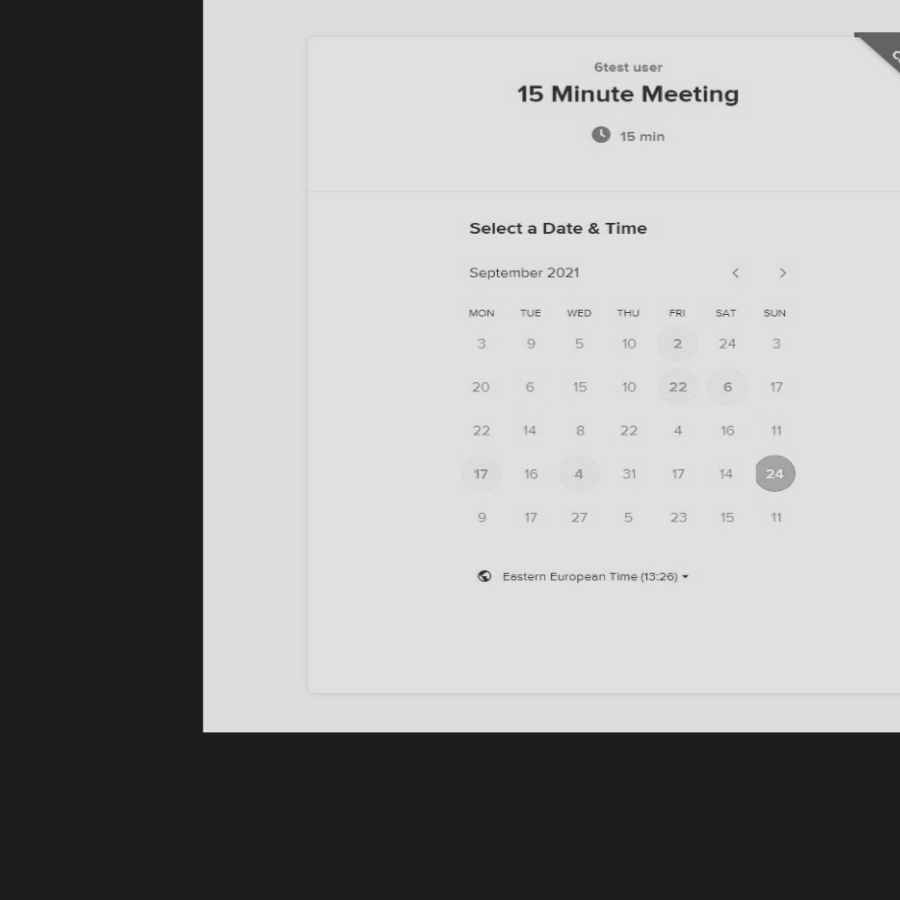 6test user
15 Minute Meeting
15 min
Select a Date & Time
September 2021
MON TUE WED THU FRI SAT SUN
3 9 5 10 2 24 3
20 6 15 10 22 6 17
22 14 8 22 4 16 11
17 16 4 31 17 14 24
9 17 27 5 23 15 11
Eastern European Time (13:26)